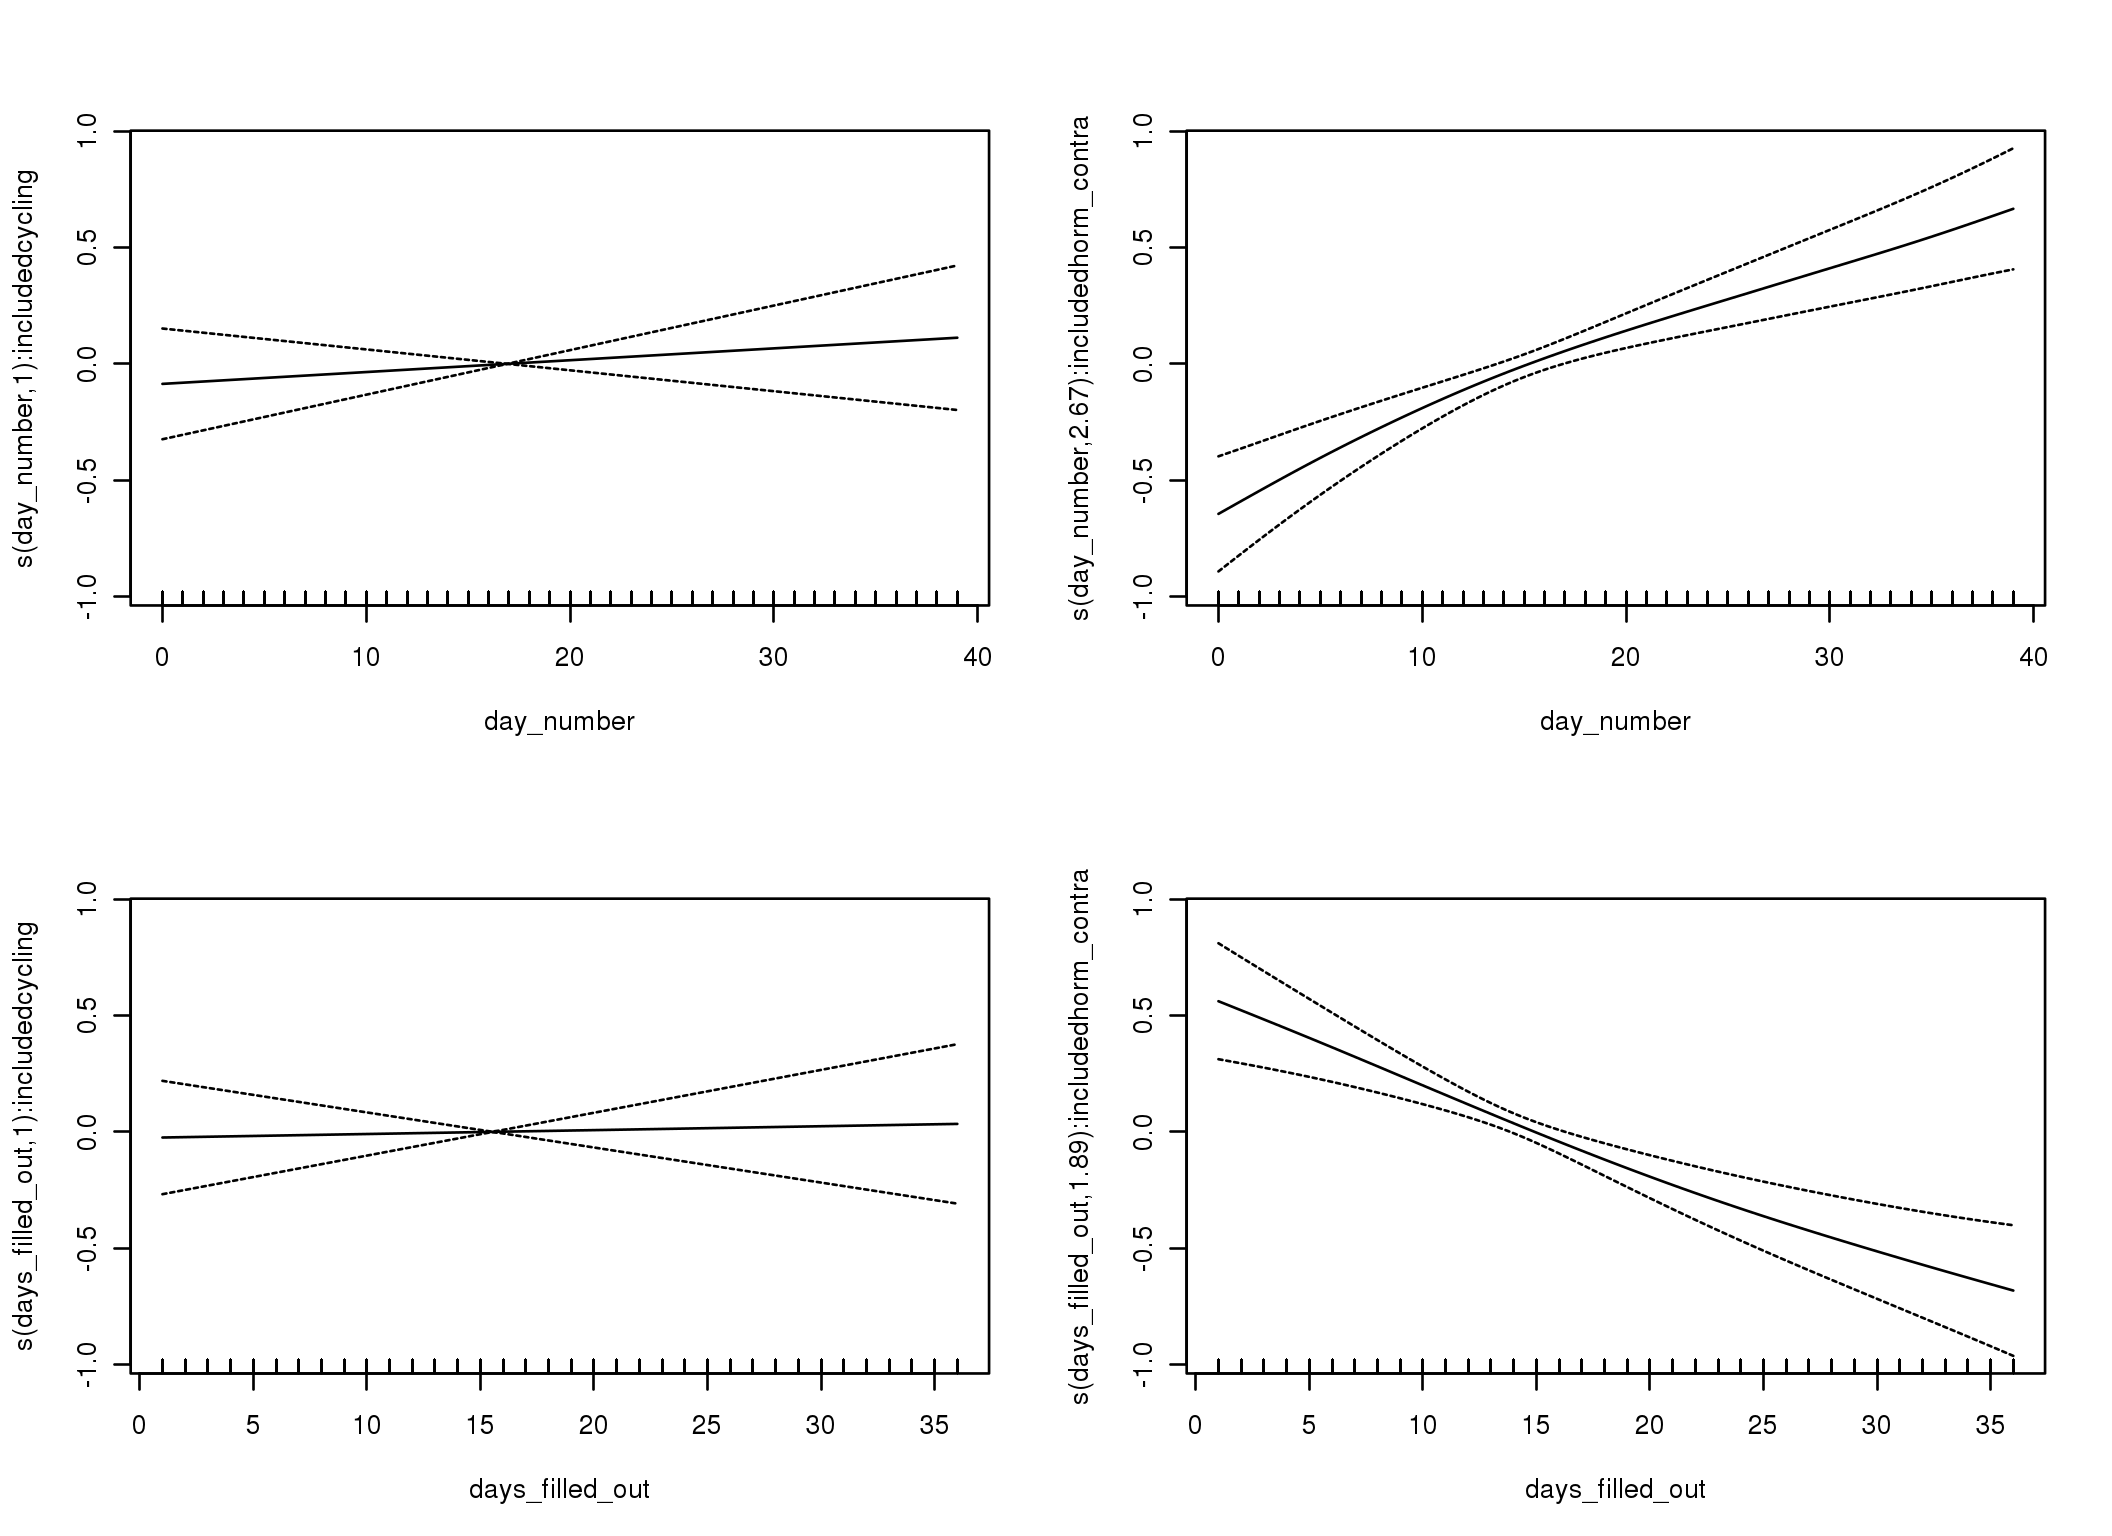 s(day_number,1):includedcycling
1.0
0.5
0.0
-0.5
-1.0
0 10 20 30 40
day_number
s(day_number,2.67):includedhorm_contra
1.0
0.5
0.0
-0.5
-1.0
0 10 20 30 40
day_number
s(days_filled_out,1):includedcycling
1.0
0.5
0.0
-0.5
-1.0
0 5 10 15 20 25 30 35
days_filled_out
s(days_filled_out,1.89):includedhorm_contra
1.0
0.5
0.0
-0.5
-1.0
0 5 10 15 20 25 30 35
days_filled_out